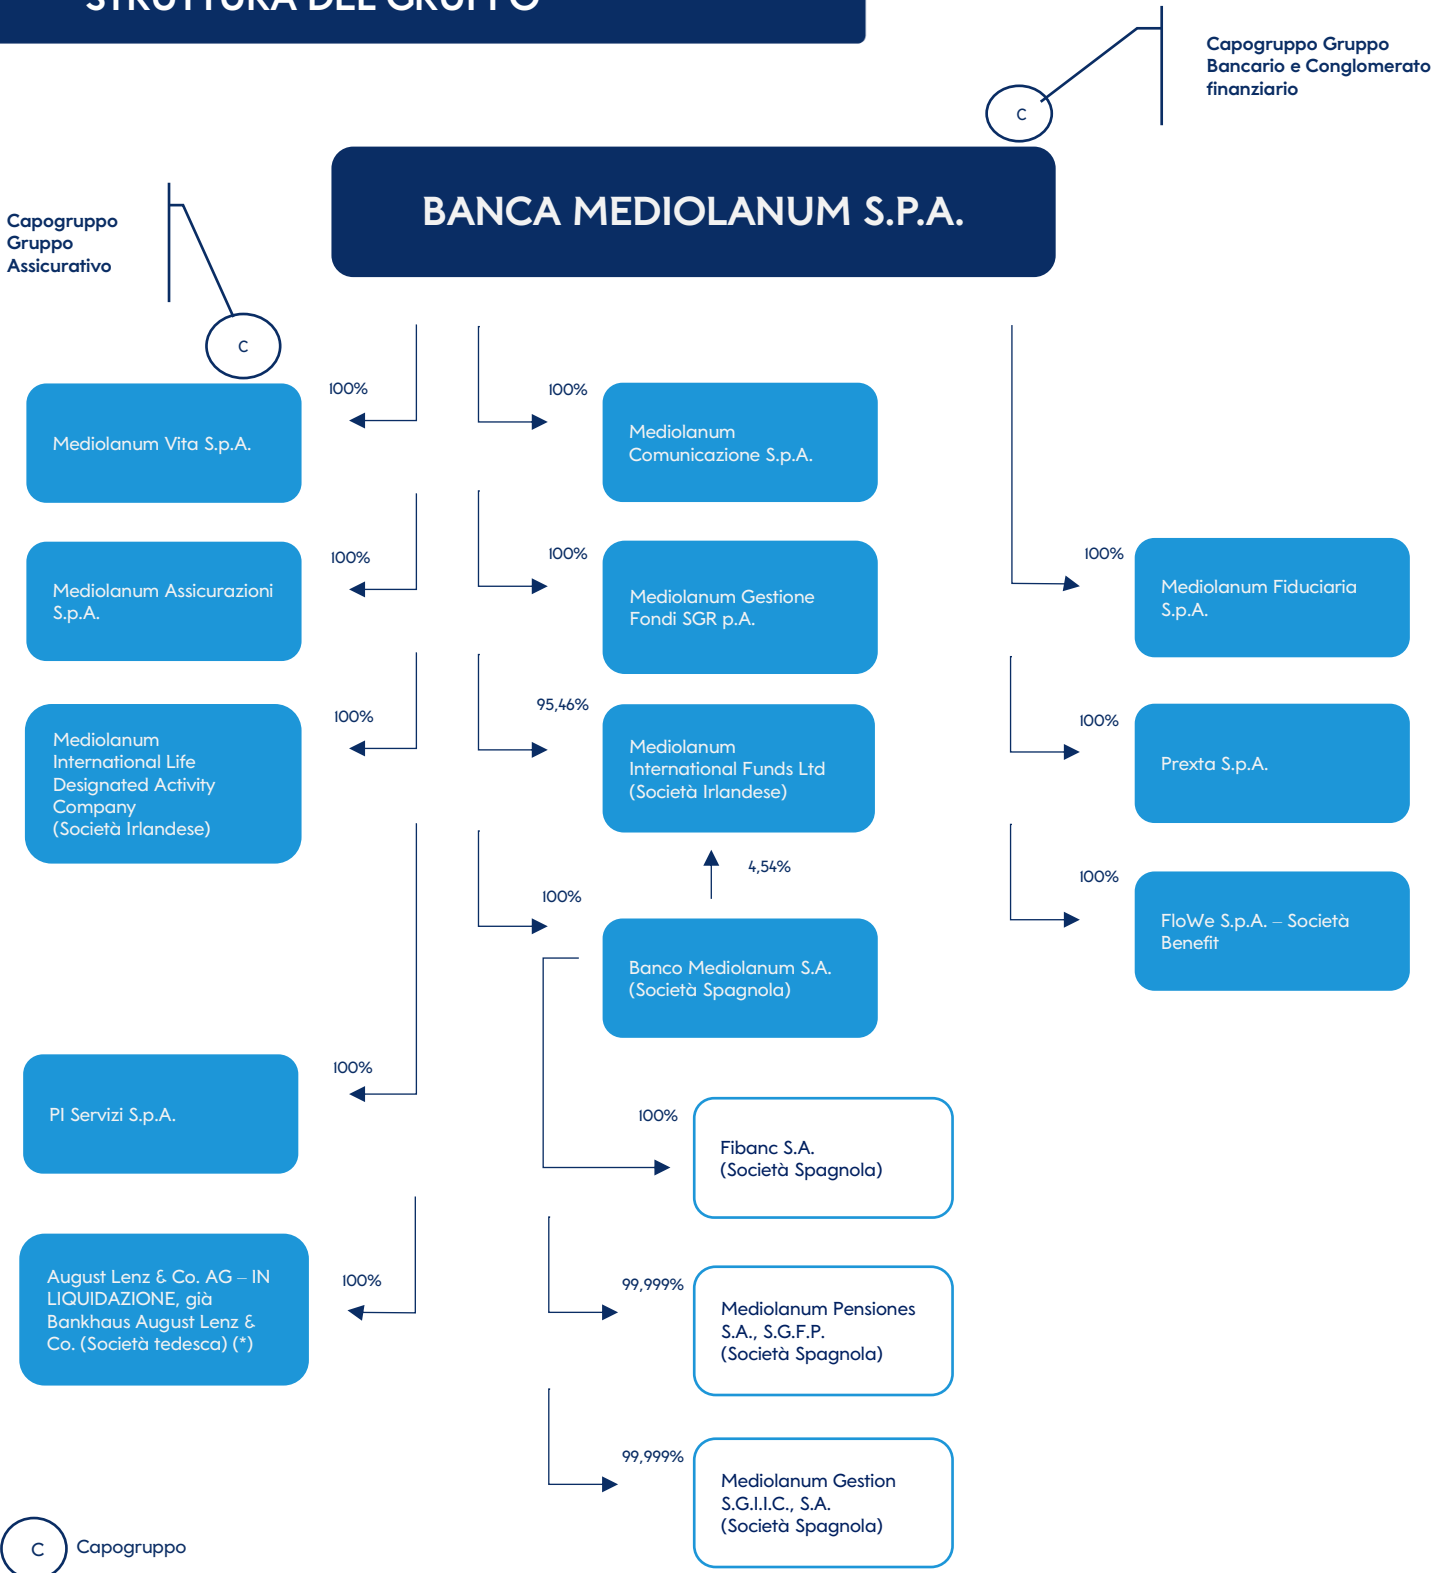 STRUTTURA DEL GRUPPO
Capogruppo Gruppo
Bancario e Conglomerato
finanziario
C
BANCA MEDIOLANUM S.P.A.
Capogruppo
Gruppo
Assicurativo
C
100%
Mediolanum Vita S.p.A.
100%
Mediolanum
Comunicazione S.p.A.
100%
Mediolanum Assicurazioni
S.p.A.
100%
Mediolanum Gestione
Fondi SGR p.A.
100%
Mediolanum Fiduciaria
S.p.A.
100%
Mediolanum
International Life
Designated Activity
Company
(Società Irlandese)
95,46%
Mediolanum
International Funds Ltd
(Società Irlandese)
100%
Prexta S.p.A.
4,54%
100%
Banco Mediolanum S.A.
(Società Spagnola)
100%
FloWe S.p.A. – Società
Benefit
100%
PI Servizi S.p.A.
100%
Fibanc S.A.
(Società Spagnola)
100%
August Lenz & Co. AG – IN
LIQUIDAZIONE, già
Bankhaus August Lenz &
Co. (Società tedesca) (*)
99,999%
Mediolanum Pensiones
S.A., S.G.F.P.
(Società Spagnola)
99,999%
Mediolanum Gestion
S.G.I.I.C., S.A.
(Società Spagnola)
C
Capogruppo